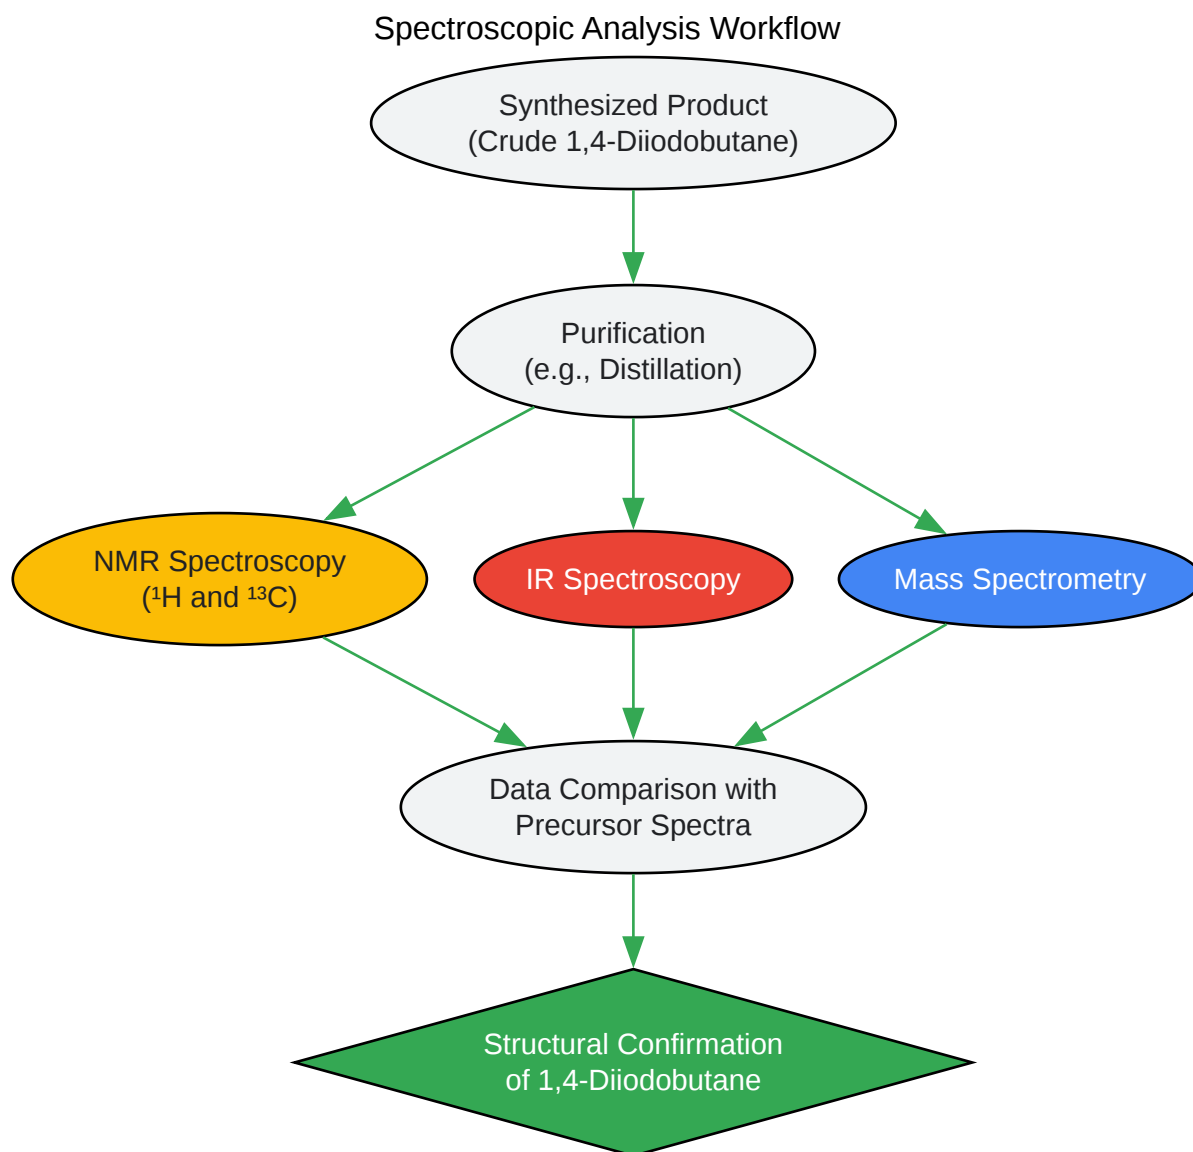 Spectroscopic Analysis Workflow
Synthesized Product
(Crude 1,4-Diiodobutane)
Purification
(e.g., Distillation)
NMR Spectroscopy
(¹H and ¹³C)
IR Spectroscopy
Mass Spectrometry
Data Comparison with
Precursor Spectra
Structural Confirmation
of 1,4-Diiodobutane